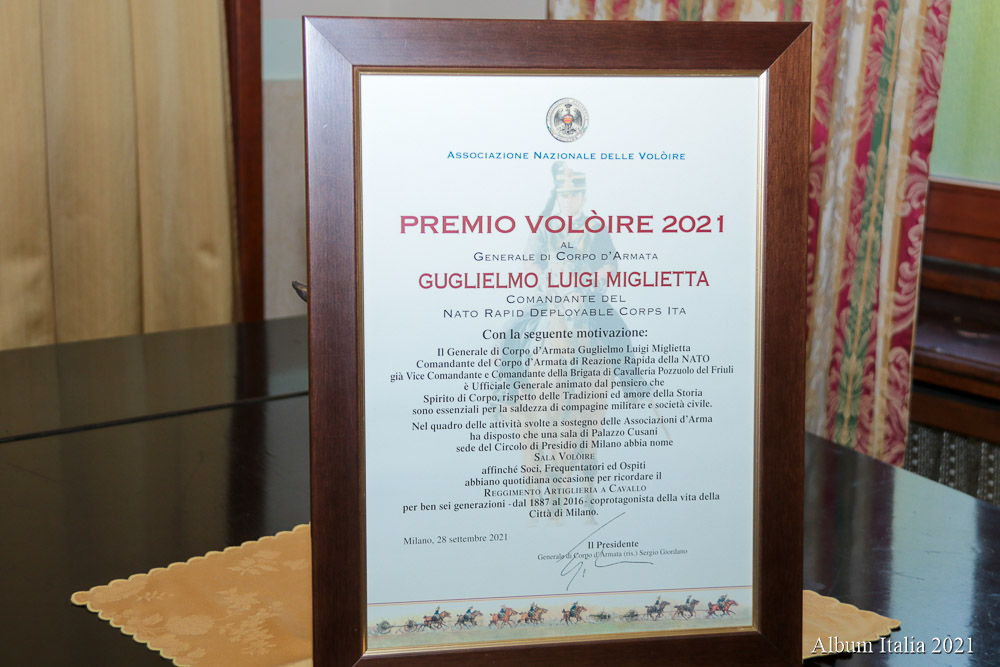 Associazione Nazionale delle Volòire
PREMIO VOLÒIRE 2021
AL
Generale di Corpo d'Armata
GUGLIELMO LUIGI MIGLIETTA
Comandante del
Nato Rapid Deployable Corps Ita
Con la seguente motivazione:
Il Generale di Corpo d'Armata Guglielmo Luigi Miglietta
Comandante del Corpo d'Armata di Reazione Rapida della NATO
già Vice Comandante e Comandante della Brigata di Cavalleria Pozzuolo del Friuli
è Ufficiale Generale animato dal pensiero che
Spirito di Corpo, rispetto delle Tradizioni ed amore della Storia
sono essenziali per la saldezza di compagine militare e società civile.
Nel quadro delle attività svolte a sostegno delle Associazioni d'Arma
ha disposto che una sala di Palazzo Cusani
sede del Circolo di Presidio di Milano abbia nome
Sala Volòire
affinché Soci, Frequentatori ed Ospiti
abbiano quotidiana occasione per ricordare il
Reggimento Artiglieria a Cavallo
per ben sei generazioni -dal 1887 al 2016- coprotagonista della vita della
Città di Milano.
Milano, 28 settembre 2021
Il Presidente
Generale di Corpo d'Armata (ris.) Sergio Giordano
Album Italia 2021